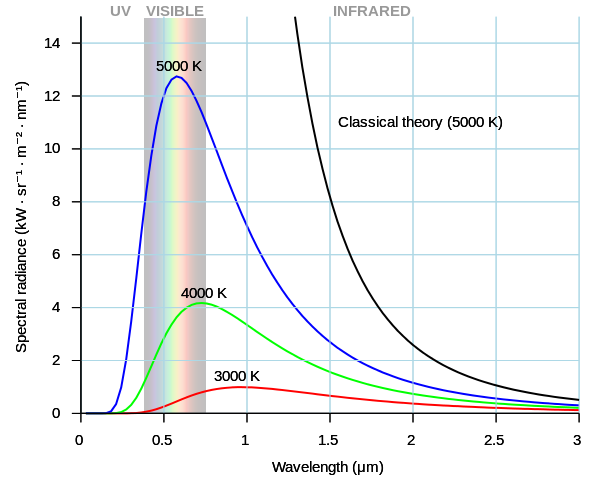 UV VISIBLE INFRARED
14
12
10
8
6
4
2
0
Spectral radiance (kW · sr⁻¹ · m⁻² · nm⁻¹)
5000 K
Classical theory (5000 K)
4000 K
3000 K
0 0.5 1 1.5 2 2.5 3
Wavelength (μm)